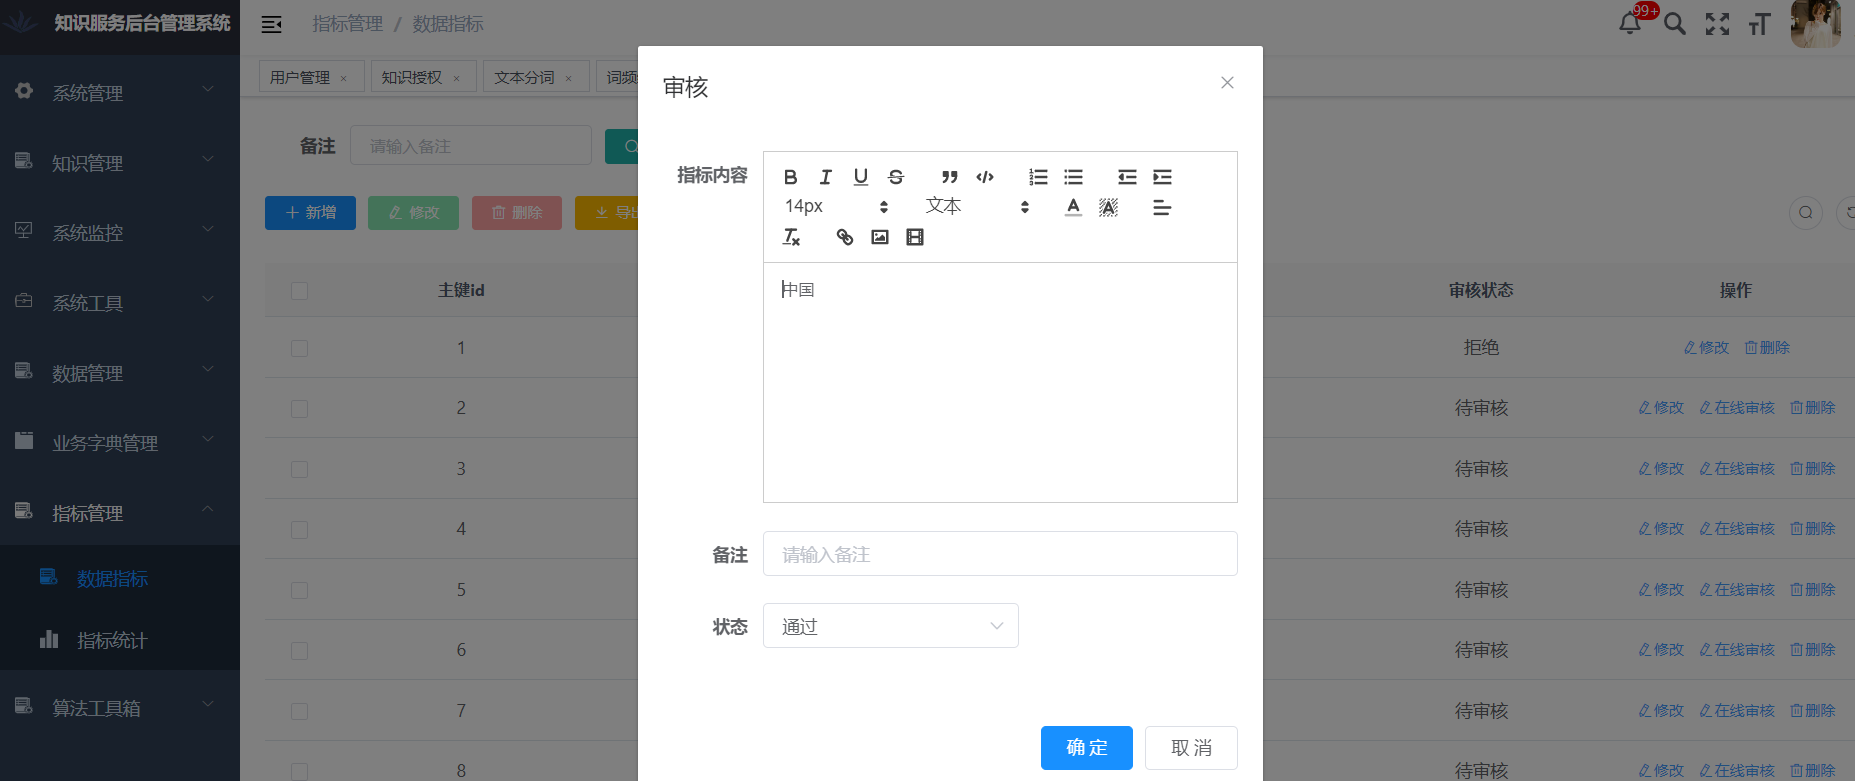 知识服务后台管理系统
指标管理 / 数据指标
99+
用户管理 ×
知识授权 ×
文本分词 ×
词频
系统管理
知识管理
系统监控
系统工具
数据管理
业务字典管理
指标管理
数据指标
指标统计
算法工具箱
备注 请输入备注
新增 修改 删除 导出
主键id 审核状态 操作
1 拒绝 修改 删除
2 待审核 修改 在线审核 删除
3 待审核 修改 在线审核 删除
4 待审核 修改 在线审核 删除
5 待审核 修改 在线审核 删除
6 待审核 修改 在线审核 删除
7 待审核 修改 在线审核 删除
8 待审核 修改 在线审核 删除
审核
指标内容
14px 文本
中国
备注 请输入备注
状态 通过
确 定 取 消